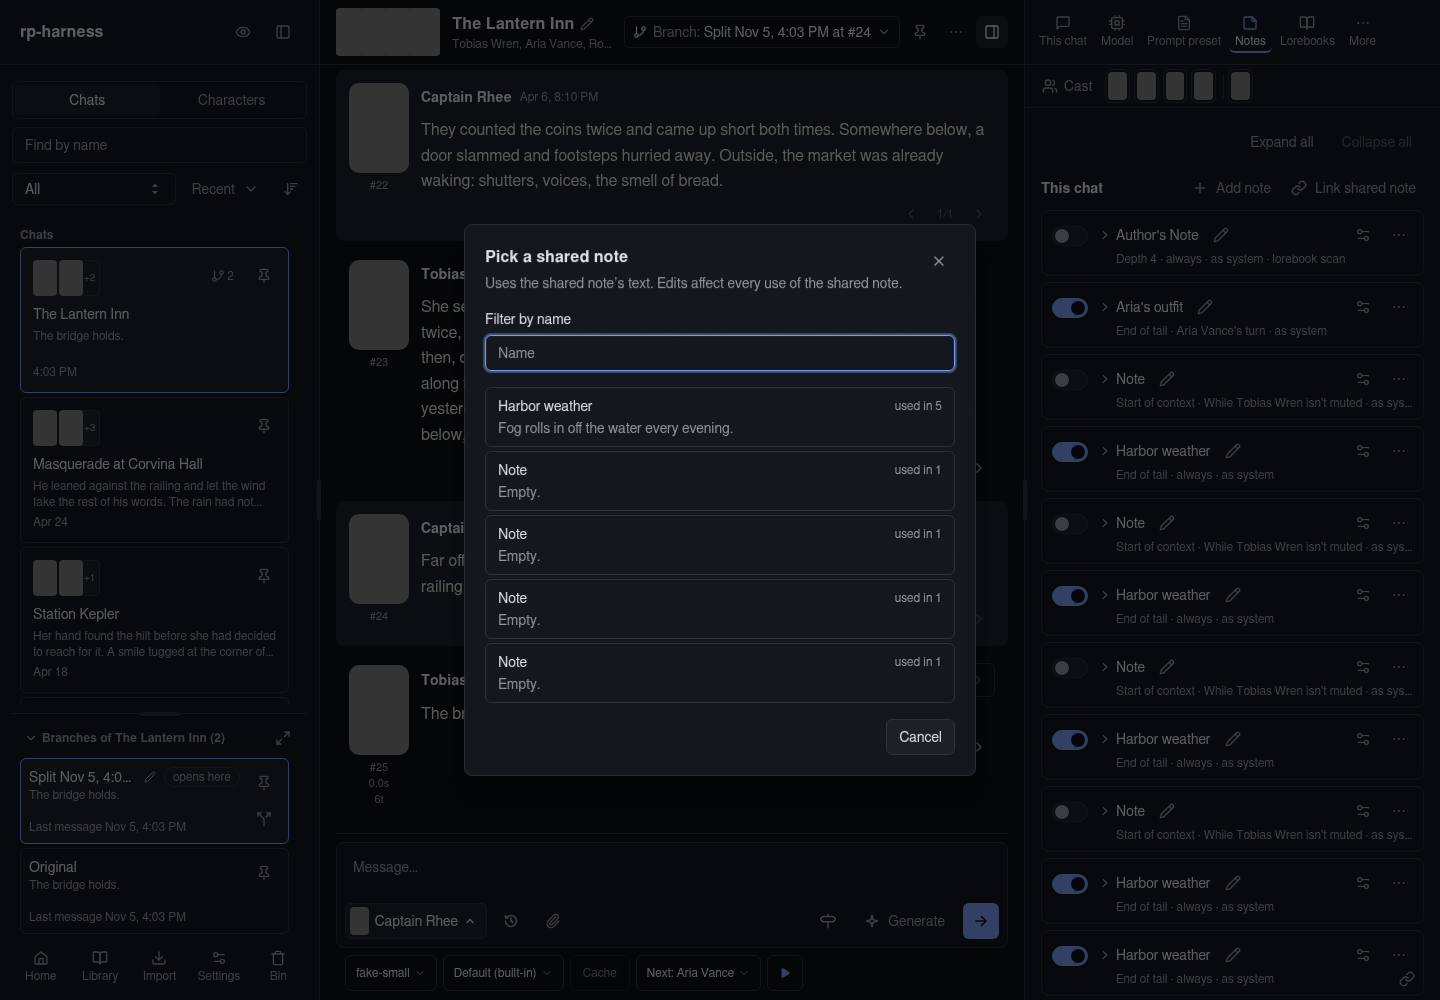 rp-harness
Chats
Characters
Find by name
All
Recent
Chats
+2
2
The Lantern Inn
The bridge holds.
4:03 PM
+3
Masquerade at Corvina Hall
He leaned against the railing and let the wind
take the rest of his words. The rain had not...
Apr 24
+1
Station Kepler
Her hand found the hilt before she had decided
to reach for it. A smile tugged at the corner of...
Apr 18
Branches of The Lantern Inn (2)
Split Nov 5, 4:0...
opens here
The bridge holds.
Last message Nov 5, 4:03 PM
Original
The bridge holds.
Last message Nov 5, 4:03 PM
Home
Library
Import
Settings
Bin
The Lantern Inn
Tobias Wren, Aria Vance, Ro...
Branch: Split Nov 5, 4:03 PM at #24
Captain Rhee Apr 6, 8:10 PM
They counted the coins twice and came up short both times. Somewhere below, a
door slammed and footsteps hurried away. Outside, the market was already
waking: shutters, voices, the smell of bread.
#22
1/1
Tobias
She se
twice,
then, c
along
yester
below,
#23
Captai
Far off
railing
#24
Tobias
The br
#25
0.0s
6t
Pick a shared note
Uses the shared note's text. Edits affect every use of the shared note.
Filter by name
Name
Harbor weather
used in 5
Fog rolls in off the water every evening.
Note
used in 1
Empty.
Note
used in 1
Empty.
Note
used in 1
Empty.
Note
used in 1
Empty.
Cancel
Message...
Captain Rhee
Generate
fake-small
Default (built-in)
Cache
Next: Aria Vance
This chat
Model
Prompt preset
Notes
Lorebooks
More
Cast
Expand all
Collapse all
This chat
Add note
Link shared note
Author's Note
Depth 4 · always · as system · lorebook scan
Aria's outfit
End of tail · Aria Vance's turn · as system
Note
Start of context · While Tobias Wren isn't muted · as sys...
Harbor weather
End of tail · always · as system
Note
Start of context · While Tobias Wren isn't muted · as sys...
Harbor weather
End of tail · always · as system
Note
Start of context · While Tobias Wren isn't muted · as sys...
Harbor weather
End of tail · always · as system
Note
Start of context · While Tobias Wren isn't muted · as sys...
Harbor weather
End of tail · always · as system
Harbor weather
End of tail · always · as system